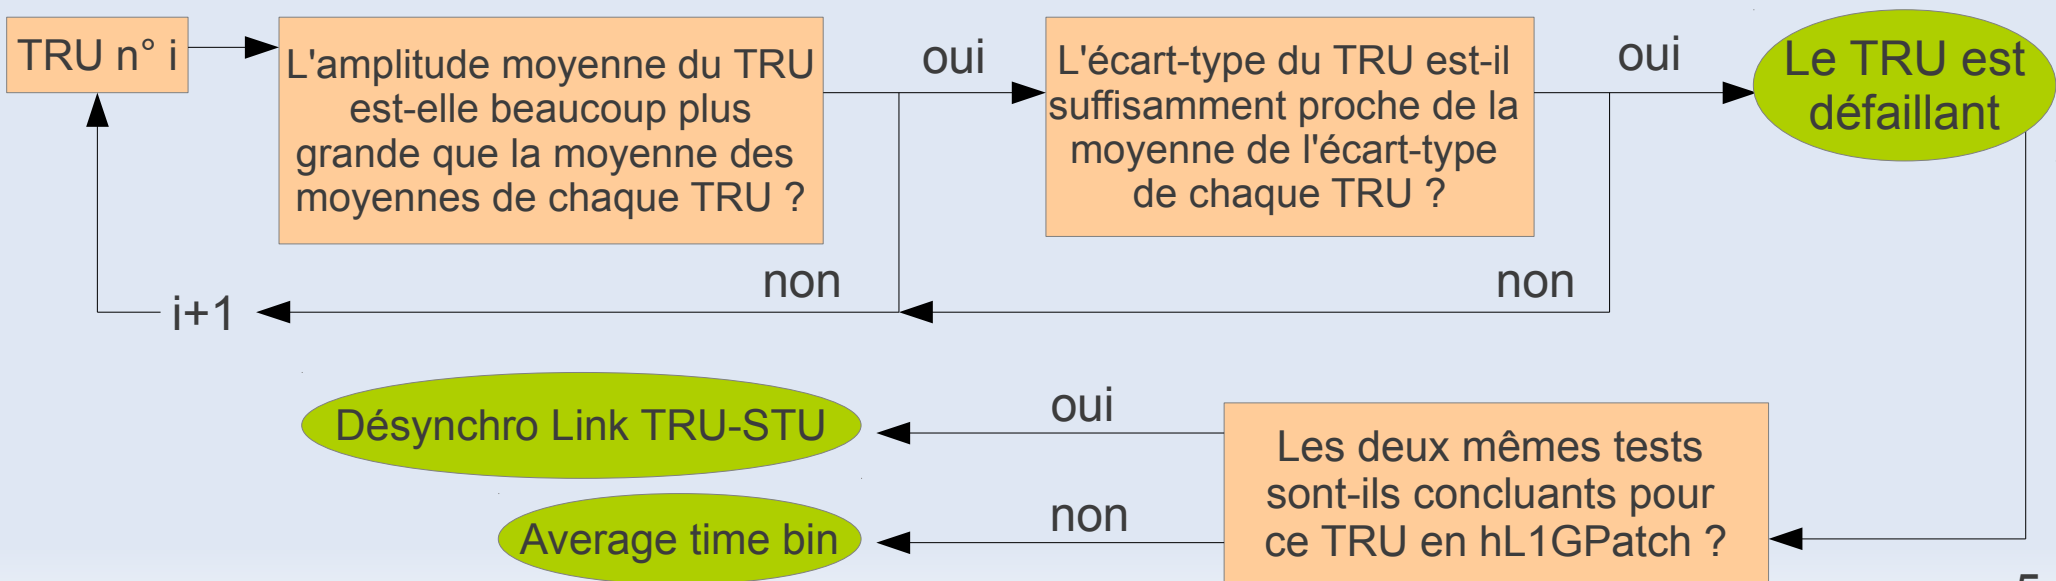 TRU n° i
L'amplitude moyenne du TRU
est-elle beaucoup plus
grande que la moyenne des
moyennes de chaque TRU ?
oui
L'écart-type du TRU est-il
suffisamment proche de la
moyenne de l'écart-type
de chaque TRU ?
oui
Le TRU est
défaillant
non
non
i+1
Désynchro Link TRU-STU
oui
Les deux mêmes tests
sont-ils concluants pour
ce TRU en hL1GPatch ?
Average time bin
non